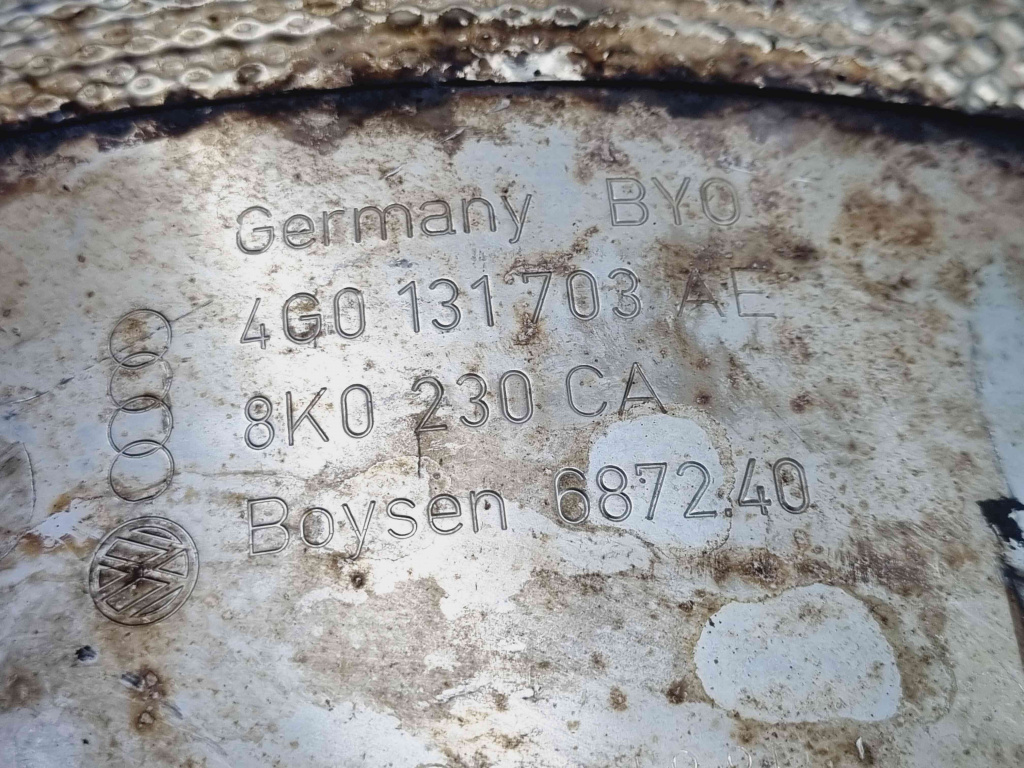 Germany BYO
4G0 131 703 AE
8K0 230 CA
Boysen 6872.40